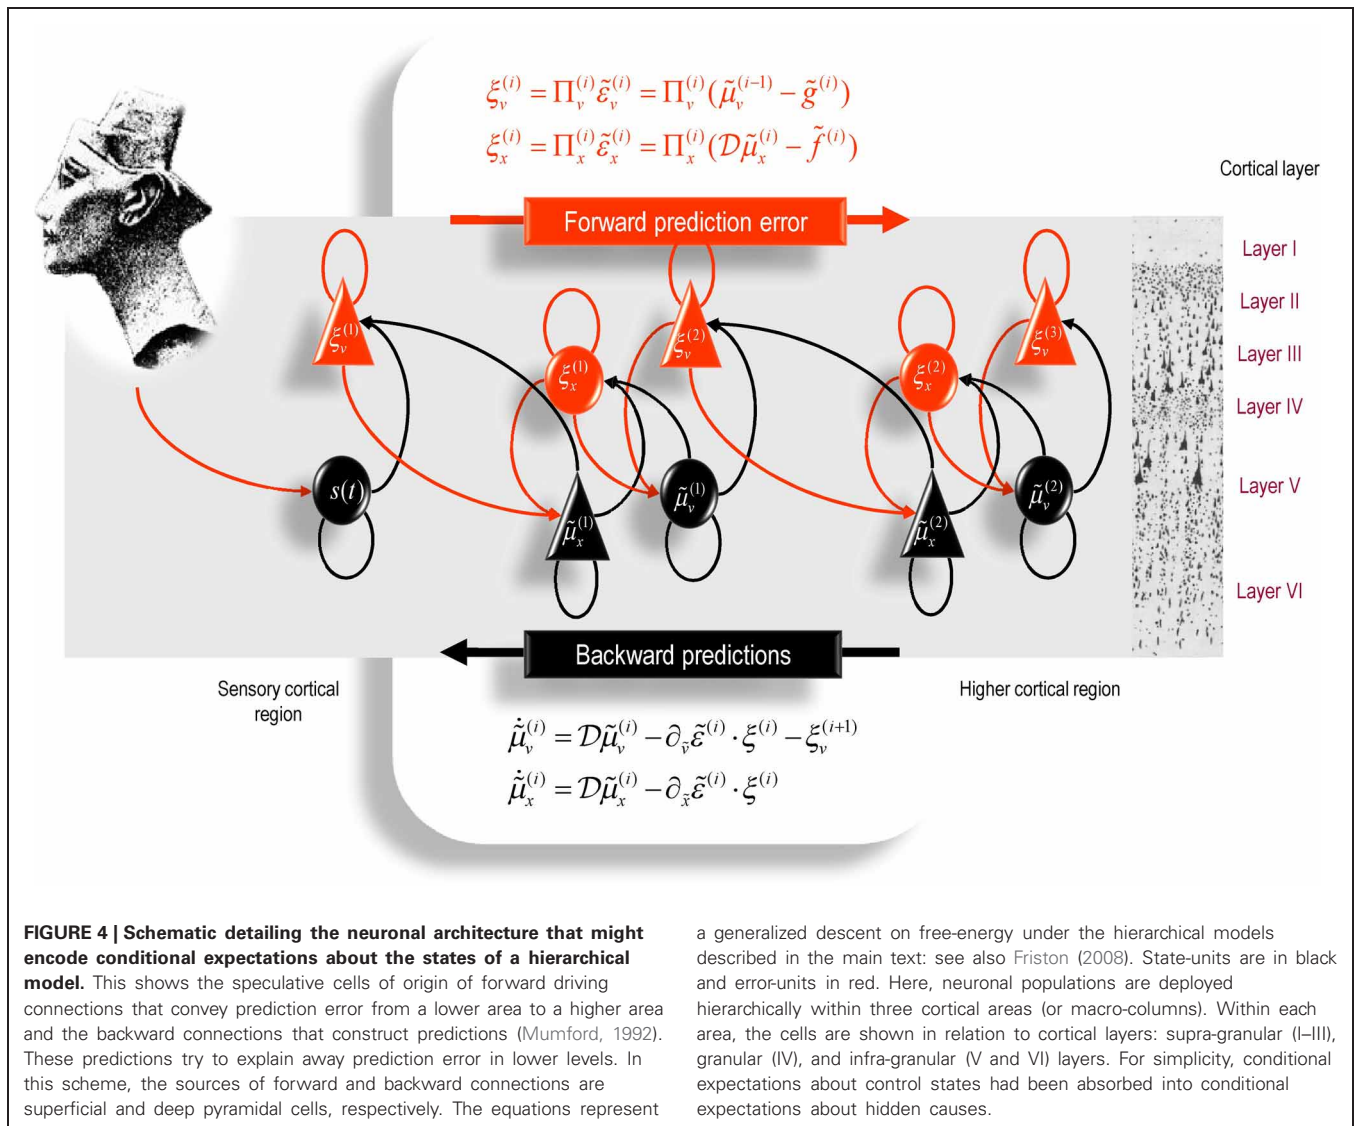 ξ_v^(i) = Π_v^(i) ε̃_v^(i) = Π_v^(i) (μ̃_v^(i−1) − g̃^(i))
ξ_x^(i) = Π_x^(i) ε̃_x^(i) = Π_x^(i) (𝒟μ̃_x^(i) − f̃^(i))
Cortical layer
Forward prediction error
Layer I
Layer II
Layer III
Layer IV
Layer V
Layer VI
ξ_v^(1)
ξ_x^(1)
ξ_v^(2)
ξ_x^(2)
ξ_v^(3)
s(t)
μ̃_x^(1)
μ̃_v^(1)
μ̃_x^(2)
μ̃_v^(2)
Backward predictions
Sensory cortical
region
Higher cortical region
μ̃̇_v^(i) = 𝒟μ̃_v^(i) − ∂_ṽ ε̃^(i) · ξ^(i) − ξ_v^(i+1)
μ̃̇_x^(i) = 𝒟μ̃_x^(i) − ∂_x̃ ε̃^(i) · ξ^(i)
FIGURE 4 | Schematic detailing the neuronal architecture that might
encode conditional expectations about the states of a hierarchical
model. This shows the speculative cells of origin of forward driving
connections that convey prediction error from a lower area to a higher area
and the backward connections that construct predictions (Mumford, 1992).
These predictions try to explain away prediction error in lower levels. In
this scheme, the sources of forward and backward connections are
superficial and deep pyramidal cells, respectively. The equations represent
a generalized descent on free-energy under the hierarchical models
described in the main text: see also Friston (2008). State-units are in black
and error-units in red. Here, neuronal populations are deployed
hierarchically within three cortical areas (or macro-columns). Within each
area, the cells are shown in relation to cortical layers: supra-granular (I–III),
granular (IV), and infra-granular (V and VI) layers. For simplicity, conditional
expectations about control states had been absorbed into conditional
expectations about hidden causes.